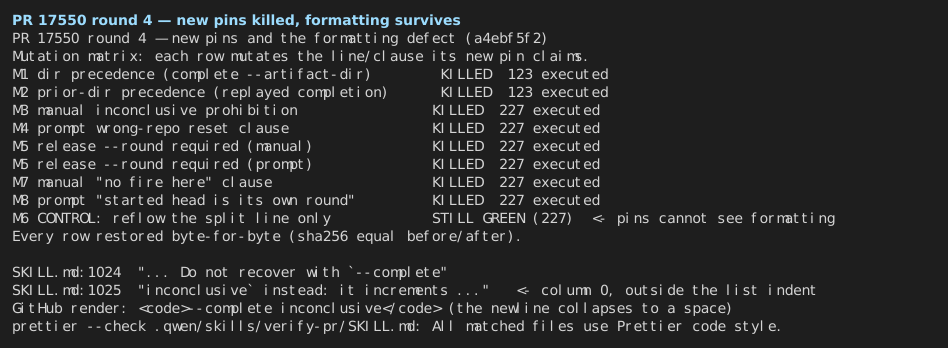 PR 17550 round 4 — new pins killed, formatting survives
PR 17550 round 4 — new pins and the formatting defect (a4ebf5f2)
Mutation matrix: each row mutates the line/clause its new pin claims.
M1 dir precedence (complete --artifact-dir) KILLED 123 executed
M2 prior-dir precedence (replayed completion) KILLED 123 executed
M3 manual inconclusive prohibition KILLED 227 executed
M4 prompt wrong-repo reset clause KILLED 227 executed
M5 release --round required (manual) KILLED 227 executed
M5 release --round required (prompt) KILLED 227 executed
M7 manual "no fire here" clause KILLED 227 executed
M8 prompt "started head is its own round" KILLED 227 executed
M6 CONTROL: reflow the split line only STILL GREEN (227) <- pins cannot see formatting
Every row restored byte-for-byte (sha256 equal before/after).
SKILL.md:1024 "... Do not recover with `--complete"
SKILL.md:1025 "inconclusive` instead: it increments ..." <- column 0, outside the list indent
GitHub render: <code>--complete inconclusive</code> (the newline collapses to a space)
prettier --check .qwen/skills/verify-pr/SKILL.md: All matched files use Prettier code style.